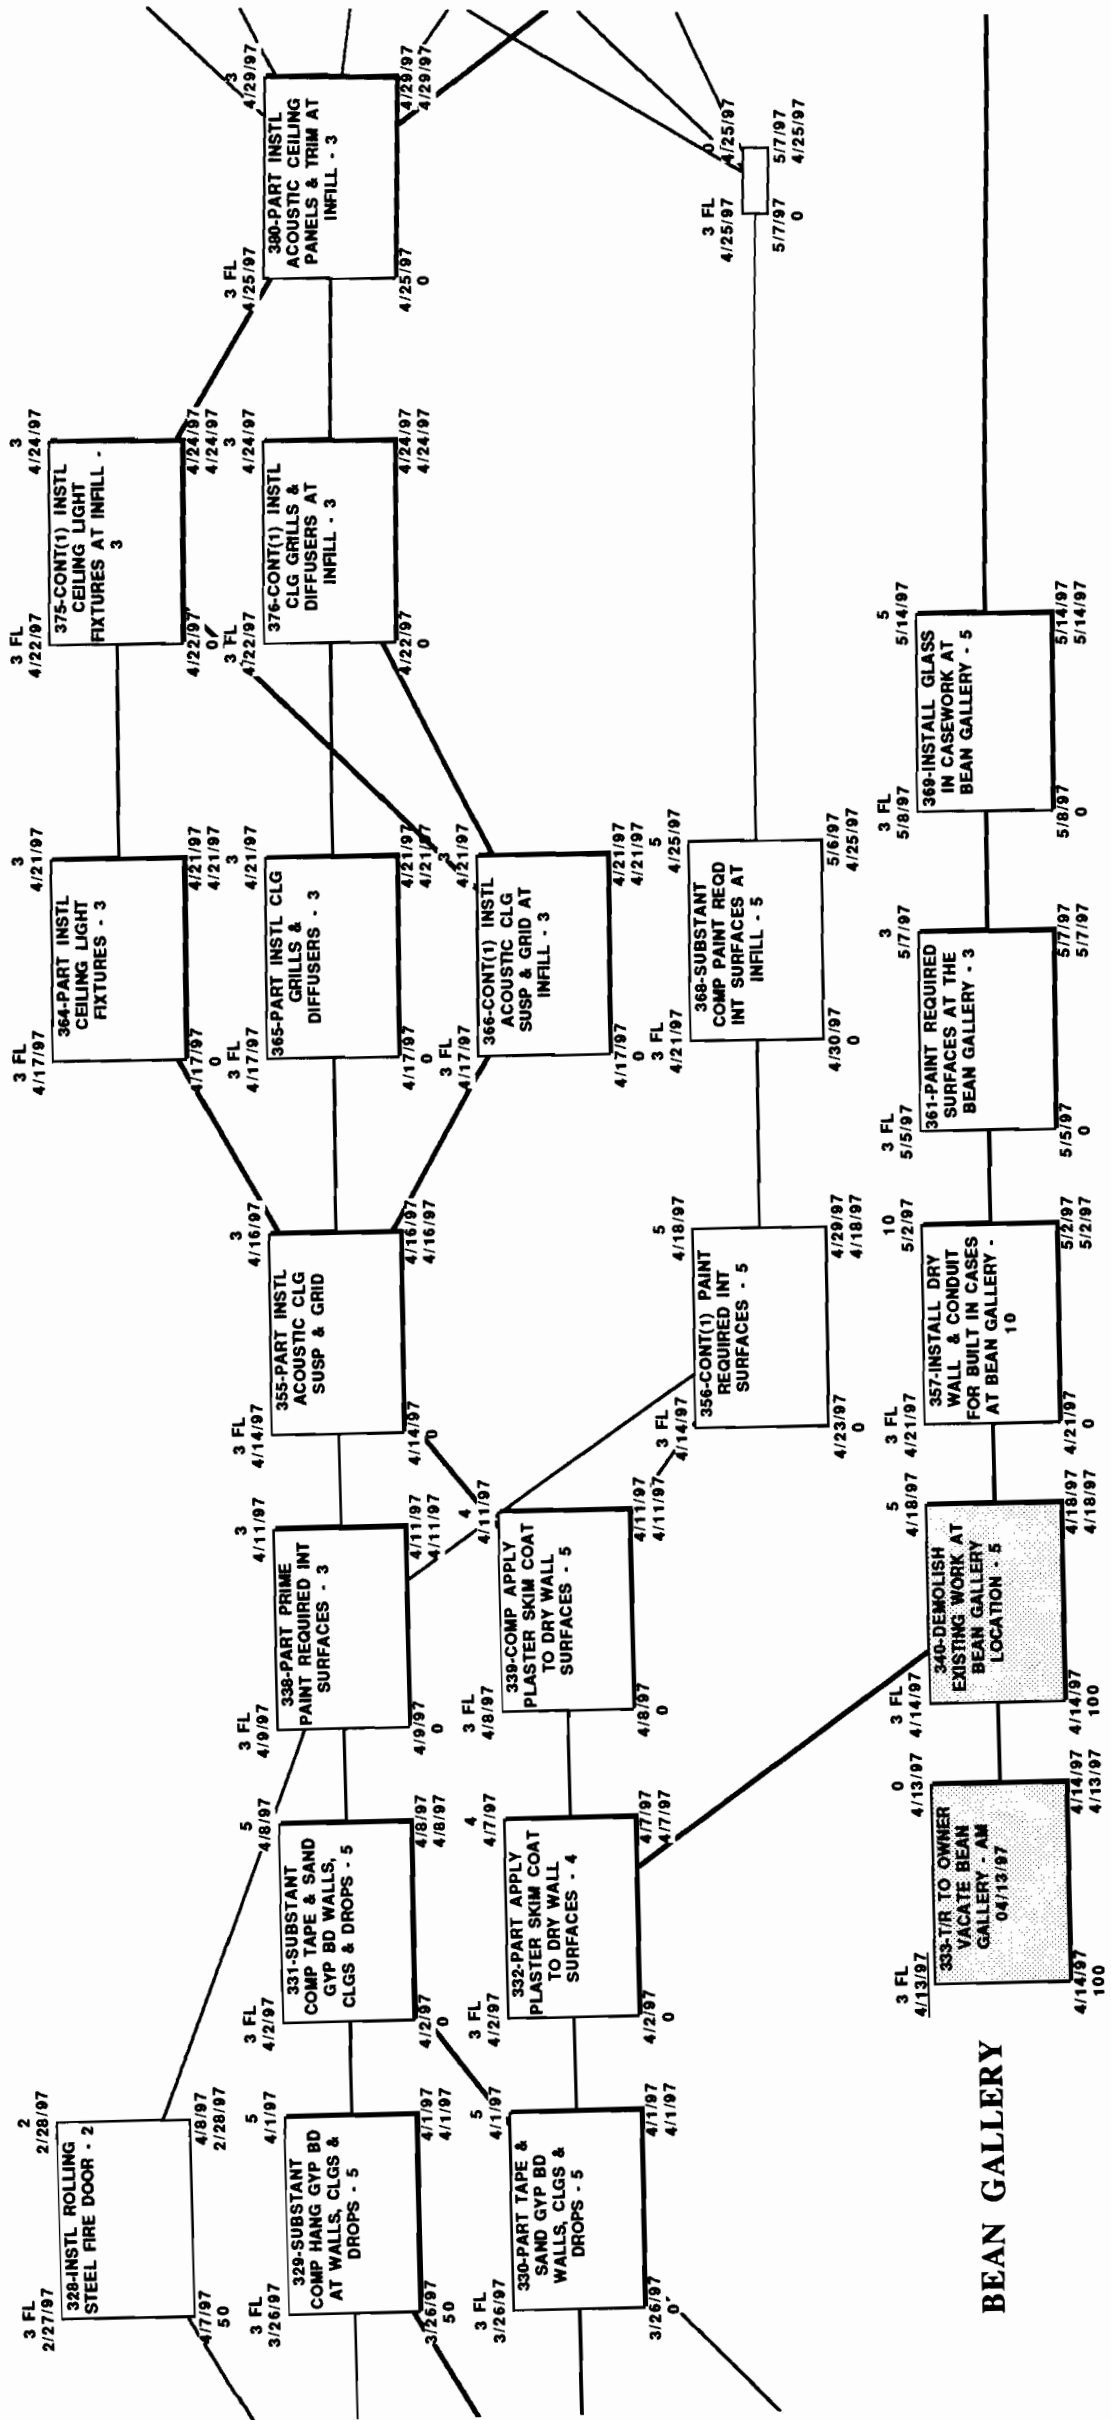 3 FL
2/27/97
2
2/28/97
328-INSTL ROLLING
STEEL FIRE DOOR - 2
4/7/97
50
4/8/97
2/28/97
3 FL
4/17/97
3
4/21/97
364-PART INSTL
CEILING LIGHT
FIXTURES - 3
4/17/97
0
4/21/97
4/21/97
3 FL
4/22/97
3
4/24/97
375-CONT(1) INSTL
CEILING LIGHT
FIXTURES AT INFILL -
3
4/22/97
0
4/24/97
4/24/97
3 FL
3/26/97
5
4/1/97
329-SUBSTANT
COMP HANG GYP BD
AT WALLS, CLGS &
DROPS - 5
3/26/97
50
4/1/97
4/1/97
3 FL
4/2/97
5
4/8/97
331-SUBSTANT
COMP TAPE & SAND
GYP BD WALLS,
CLGS & DROPS - 5
4/2/97
0
4/8/97
4/8/97
3 FL
4/9/97
3
4/11/97
338-PART PRIME
PAINT REQUIRED INT
SURFACES - 3
4/9/97
0
4/11/97
4/11/97
3 FL
4/14/97
3
4/16/97
355-PART INSTL
ACOUSTIC CLG
SUSP & GRID
4/14/97
0
4/16/97
4/16/97
3 FL
4/17/97
3
4/21/97
365-PART INSTL CLG
GRILLS &
DIFFUSERS - 3
4/17/97
0
4/21/97
4/21/97
3 FL
4/22/97
3
4/24/97
376-CONT(1) INSTL
CLG GRILLS &
DIFFUSERS AT
INFILL - 3
4/22/97
0
4/24/97
4/24/97
3 FL
4/25/97
3
4/29/97
380-PART INSTL
ACOUSTIC CEILING
PANELS & TRIM AT
INFILL - 3
4/25/97
0
4/29/97
4/29/97
3 FL
3/26/97
5
4/1/97
330-PART TAPE &
SAND GYP BD
WALLS, CLGS &
DROPS - 5
3/26/97
0
4/1/97
4/1/97
3 FL
4/2/97
4
4/7/97
332-PART APPLY
PLASTER SKIM COAT
TO DRY WALL
SURFACES - 4
4/2/97
0
4/7/97
4/7/97
3 FL
4/8/97
4
4/11/97
339-COMP APPLY
PLASTER SKIM COAT
TO DRY WALL
SURFACES - 5
4/8/97
0
4/11/97
4/11/97
3 FL
4/17/97
3
4/21/97
366-CONT(1) INSTL
ACOUSTIC CLG
SUSP & GRID AT
INFILL - 3
4/17/97
0
4/21/97
4/21/97
3 FL
4/14/97
5
4/18/97
356-CONT(1) PAINT
REQUIRED INT
SURFACES - 5
4/23/97
0
4/29/97
4/18/97
3 FL
4/21/97
5
4/25/97
368-SUBSTANT
COMP PAINT REQD
INT SURFACES AT
INFILL - 5
4/30/97
0
5/6/97
4/25/97
3 FL
4/25/97
0
4/25/97
5/7/97
0
5/7/97
4/25/97
BEAN GALLERY
3 FL
4/13/97
0
4/13/97
333-T/R TO OWNER
VACATE BEAN
GALLERY - AM
04/13/97
4/14/97
100
4/14/97
4/13/97
3 FL
4/14/97
5
4/18/97
340-DEMOLISH
EXISTING WORK AT
BEAN GALLERY
LOCATION - 5
4/14/97
100
4/18/97
4/18/97
3 FL
4/21/97
10
5/2/97
357-INSTALL DRY
WALL & CONDUIT
FOR BUILT IN CASES
AT BEAN GALLERY -
10
4/21/97
0
5/2/97
5/2/97
3 FL
5/5/97
3
5/7/97
361-PAINT REQUIRED
SURFACES AT THE
BEAN GALLERY - 3
5/5/97
0
5/7/97
5/7/97
3 FL
5/8/97
5
5/14/97
369-INSTALL GLASS
IN CASEWORK AT
BEAN GALLERY - 5
5/8/97
0
5/14/97
5/14/97